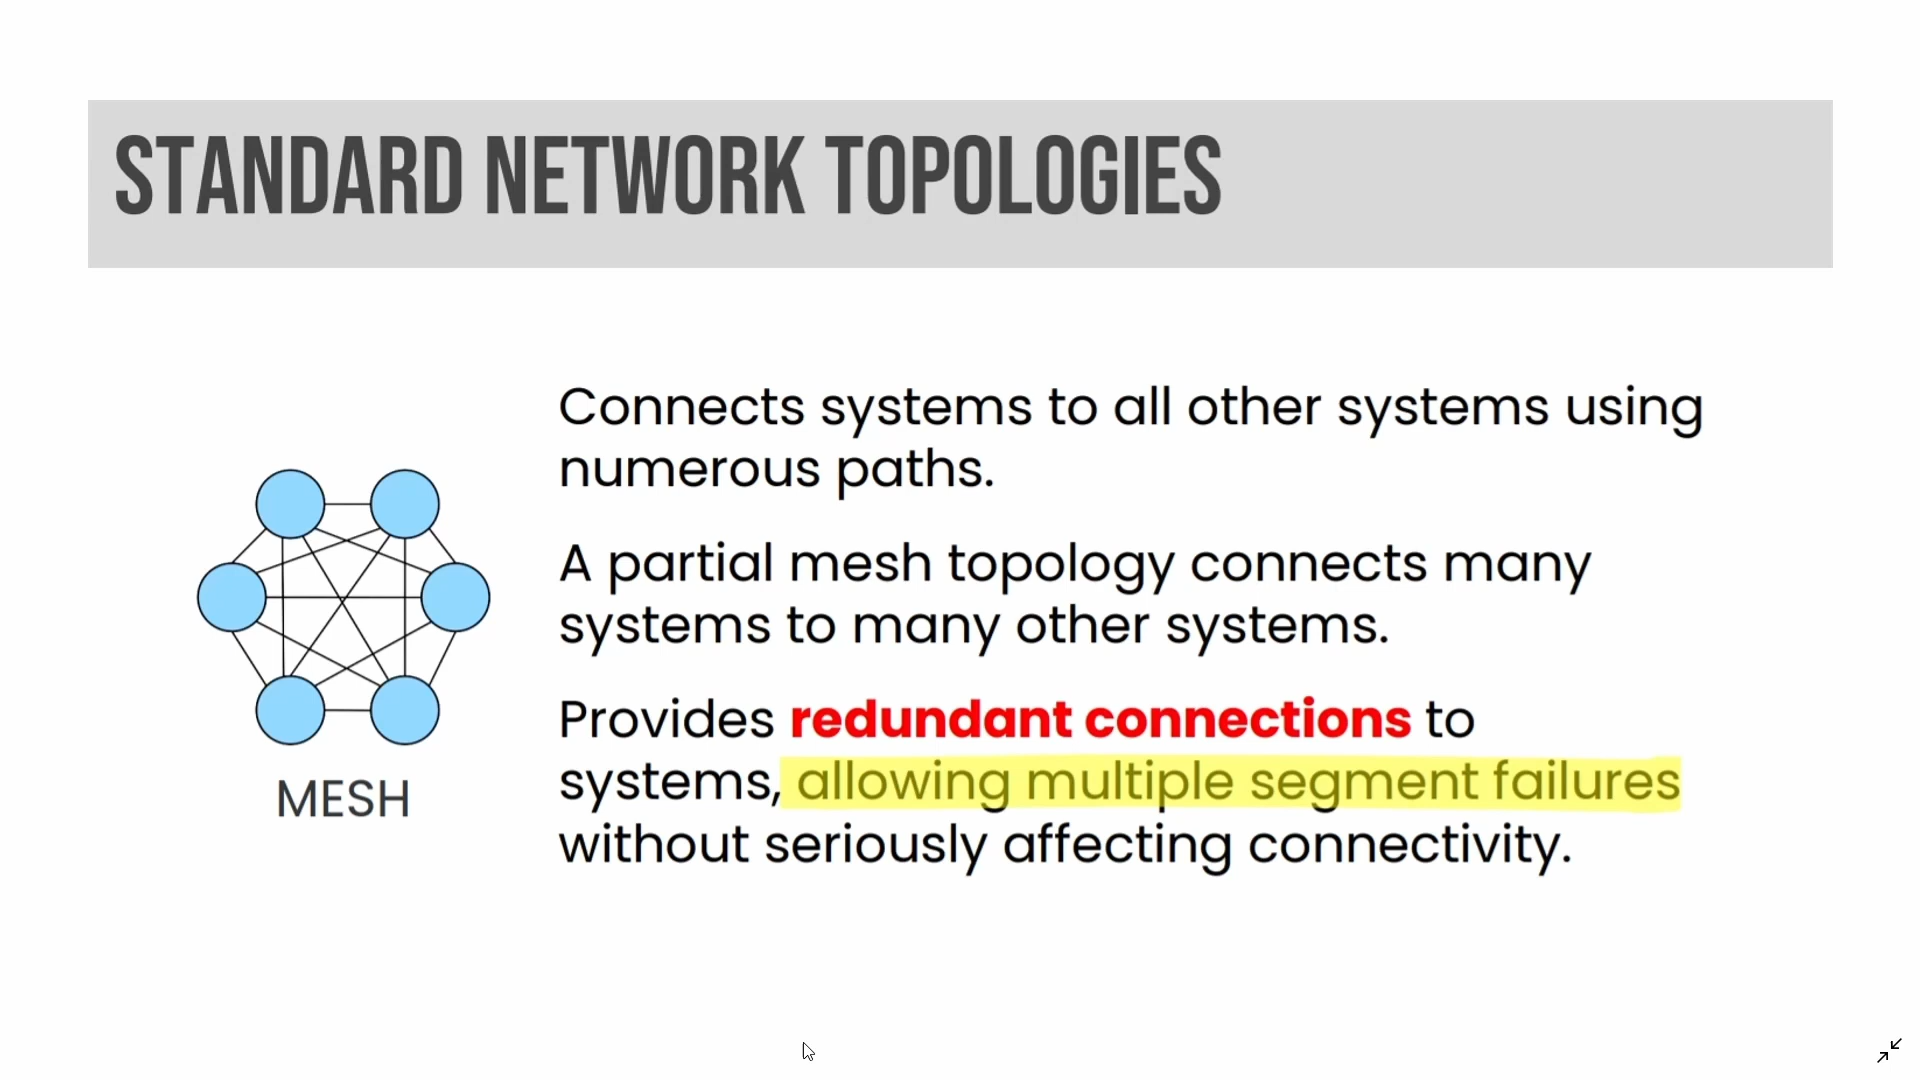 STANDARD NETWORK TOPOLOGIES
Connects systems to all other systems using
numerous paths.
A partial mesh topology connects many
systems to many other systems.
Provides redundant connections to
systems, allowing multiple segment failures
without seriously affecting connectivity.
MESH